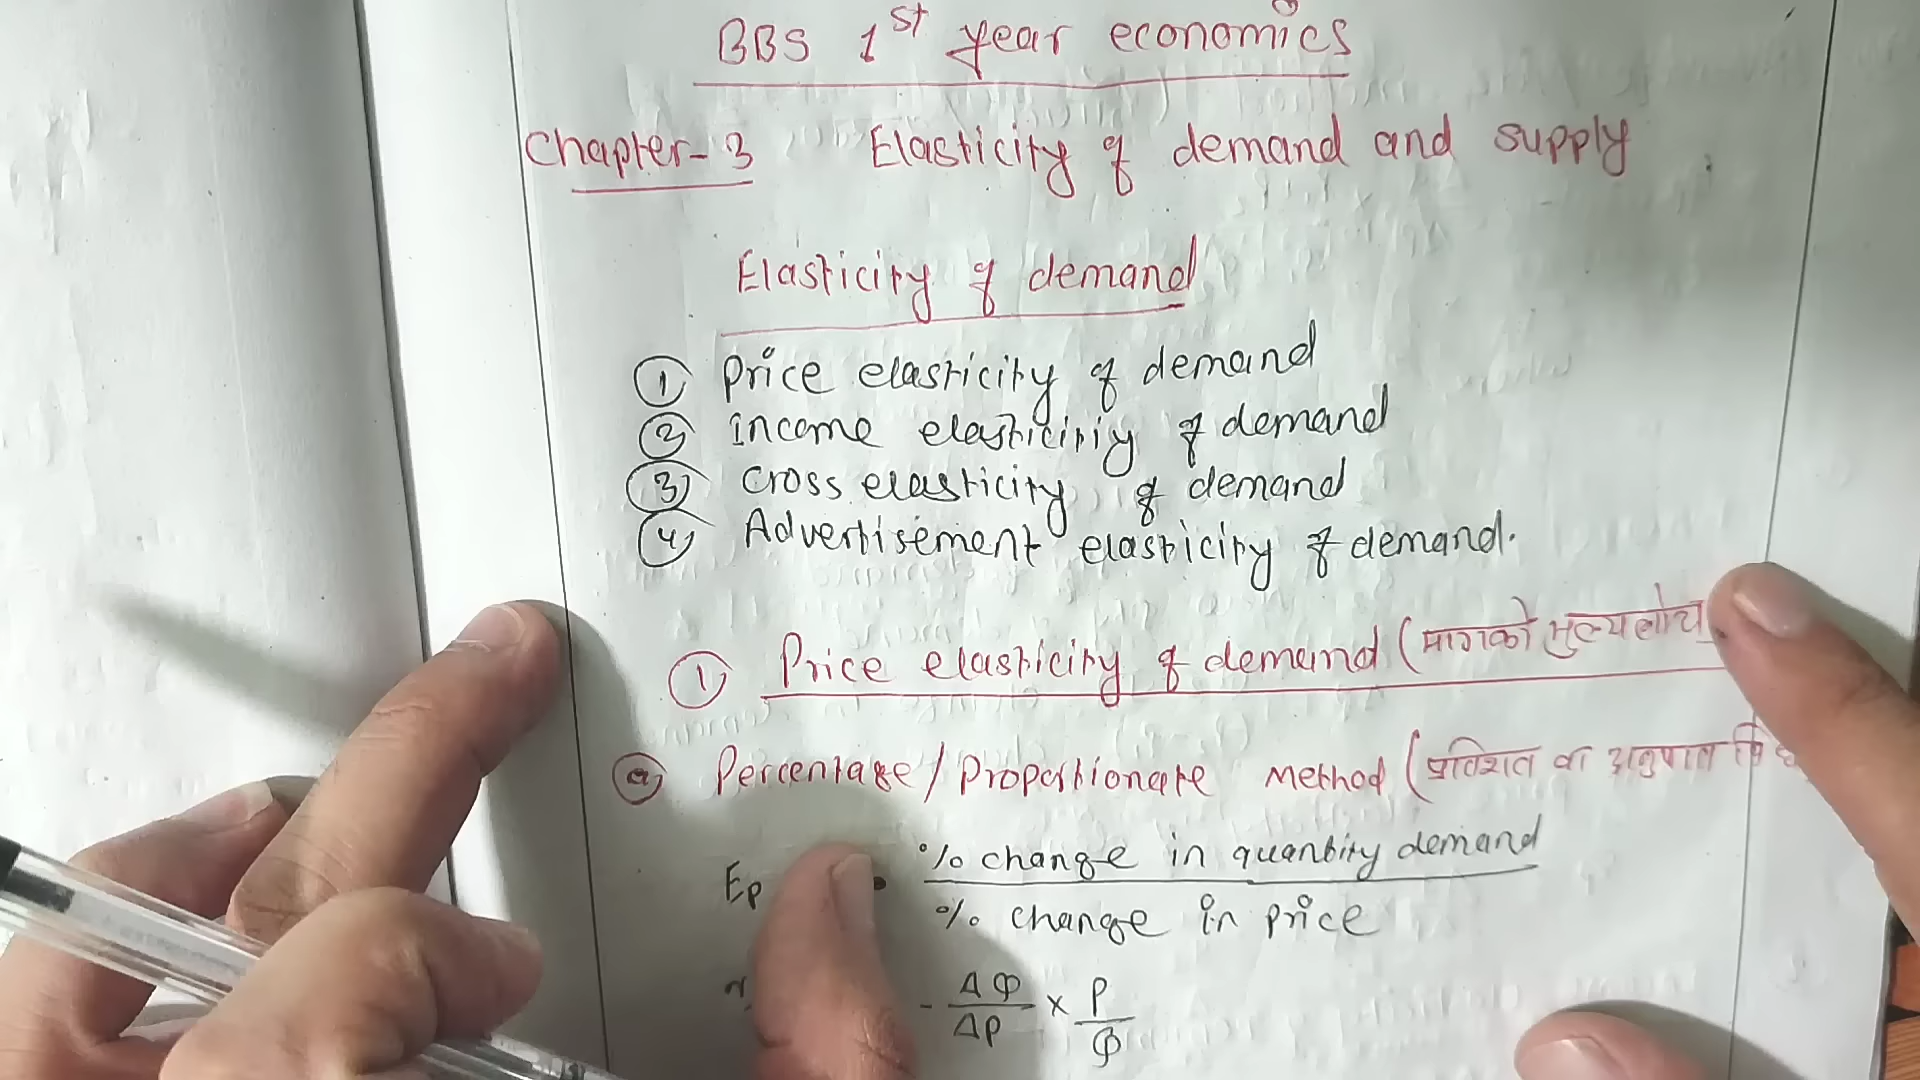 BBS 1st year economics
Chapter-3 Elasticity of demand and supply
Elasticity of demand
① Price elasticity of demand
② income elasticity of demand
③ cross elasticity of demand
④ Advertisement elasticity of demand.
① Price elasticity of demand (मागको मुल्यलोच
ⓐ Percentage/Proportionate Method (प्रतिशत वा अनुपात
Ep % change in quantity demand
% change in price
- ΔQ/ΔP × P/Q